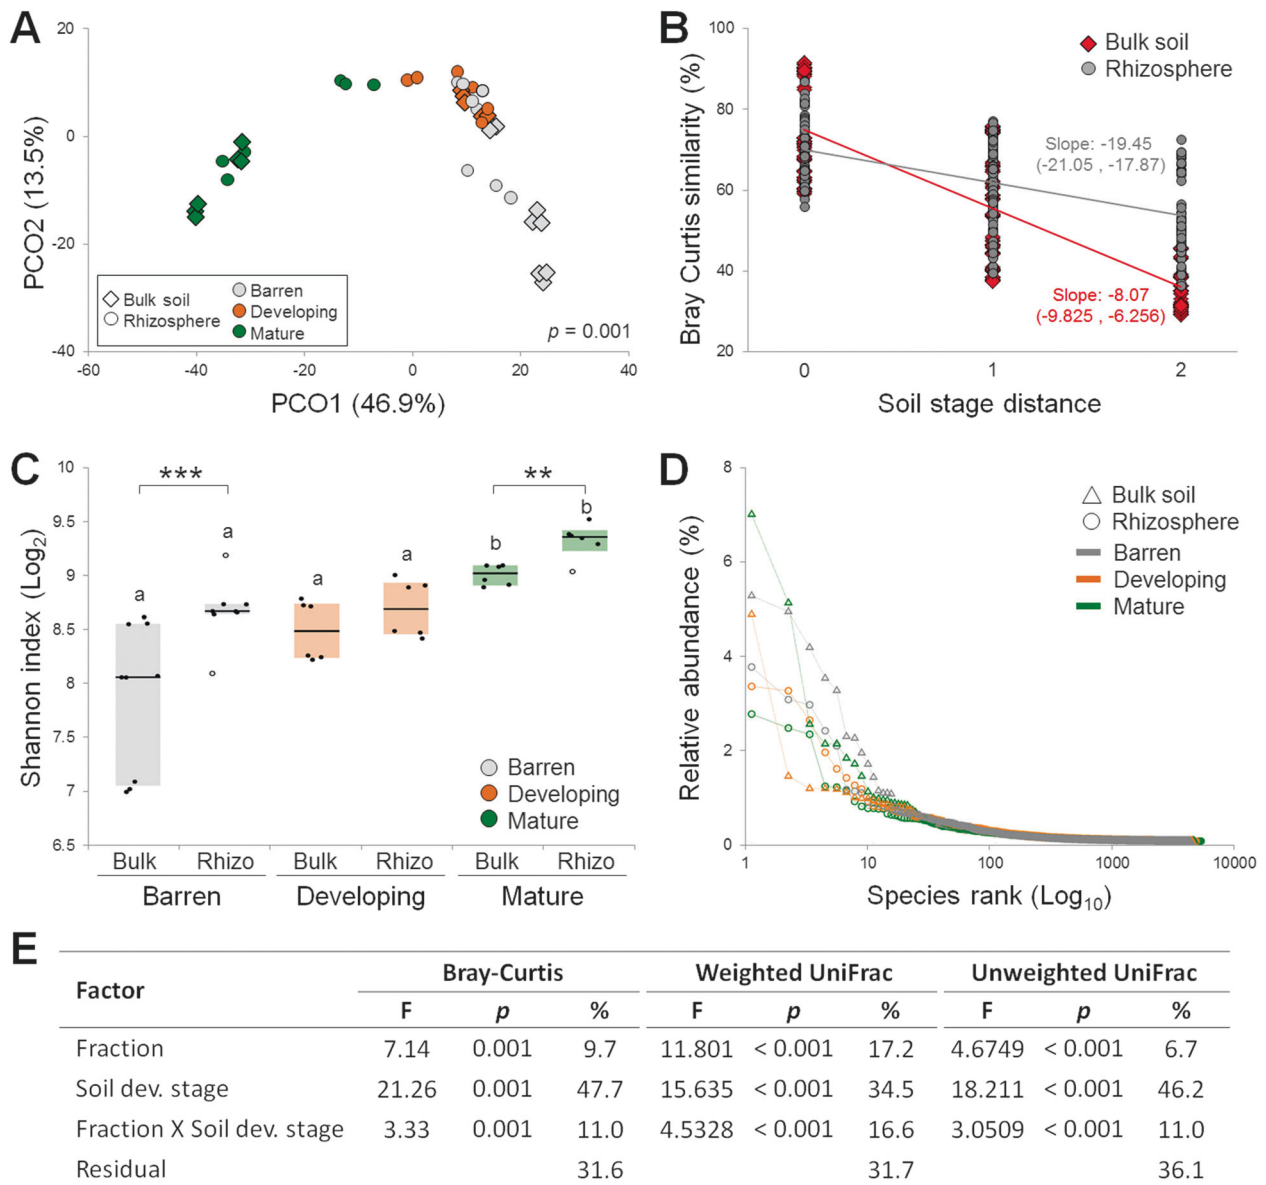 A
20
10
0
-20
-40
-60
-40
-20
0
20
40
PCO2 (13.5%)
PCO1 (46.9%)
Bulk soil
Rhizosphere
Barren
Developing
Mature
p = 0.001
B
100
80
60
40
20
0
1
2
Bray Curtis similarity (%)
Soil stage distance
Bulk soil
Rhizosphere
Slope: -19.45
(-21.05 , -17.87)
Slope: -8.07
(-9.825 , -6.256)
C
10
9.5
9
8.5
8
7.5
7
6.5
Shannon index (Log2)
***
**
a
a
a
a
b
b
Barren
Developing
Mature
Bulk
Rhizo
Bulk
Rhizo
Bulk
Rhizo
Barren
Developing
Mature
D
8
6
4
2
0
1
10
100
1000
10000
Relative abundance (%)
Species rank (Log10)
Bulk soil
Rhizosphere
Barren
Developing
Mature
E
Factor Bray-Curtis Weighted UniFrac Unweighted UniFrac
F p % F p % F p %
Fraction 7.14 0.001 9.7 11.801 < 0.001 17.2 4.6749 < 0.001 6.7
Soil dev. stage 21.26 0.001 47.7 15.635 < 0.001 34.5 18.211 < 0.001 46.2
Fraction X Soil dev. stage 3.33 0.001 11.0 4.5328 < 0.001 16.6 3.0509 < 0.001 11.0
Residual 31.6 31.7 36.1